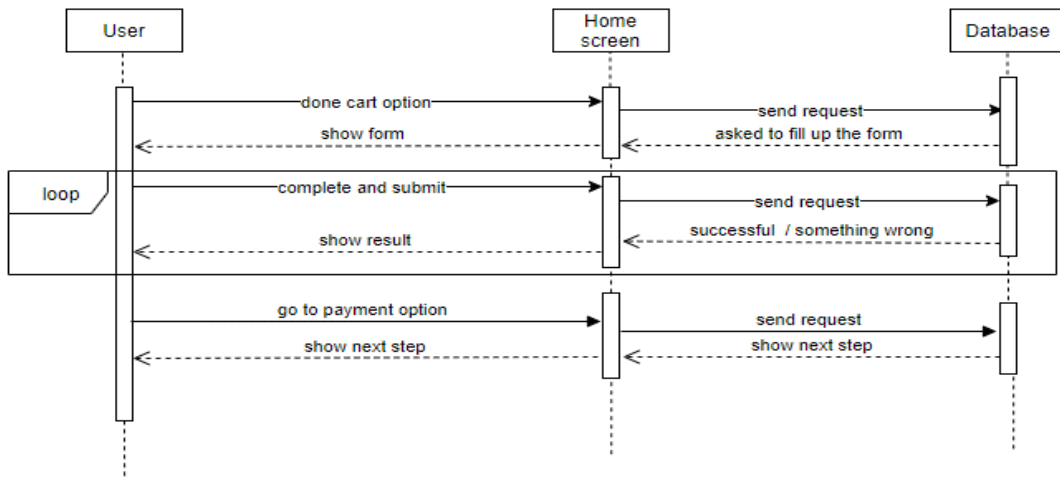 User
Home
screen
Database
done cart option
send request
show form
asked to fill up the form
loop
complete and submit
send request
successful / something wrong
show result
go to payment option
send request
show next step
show next step